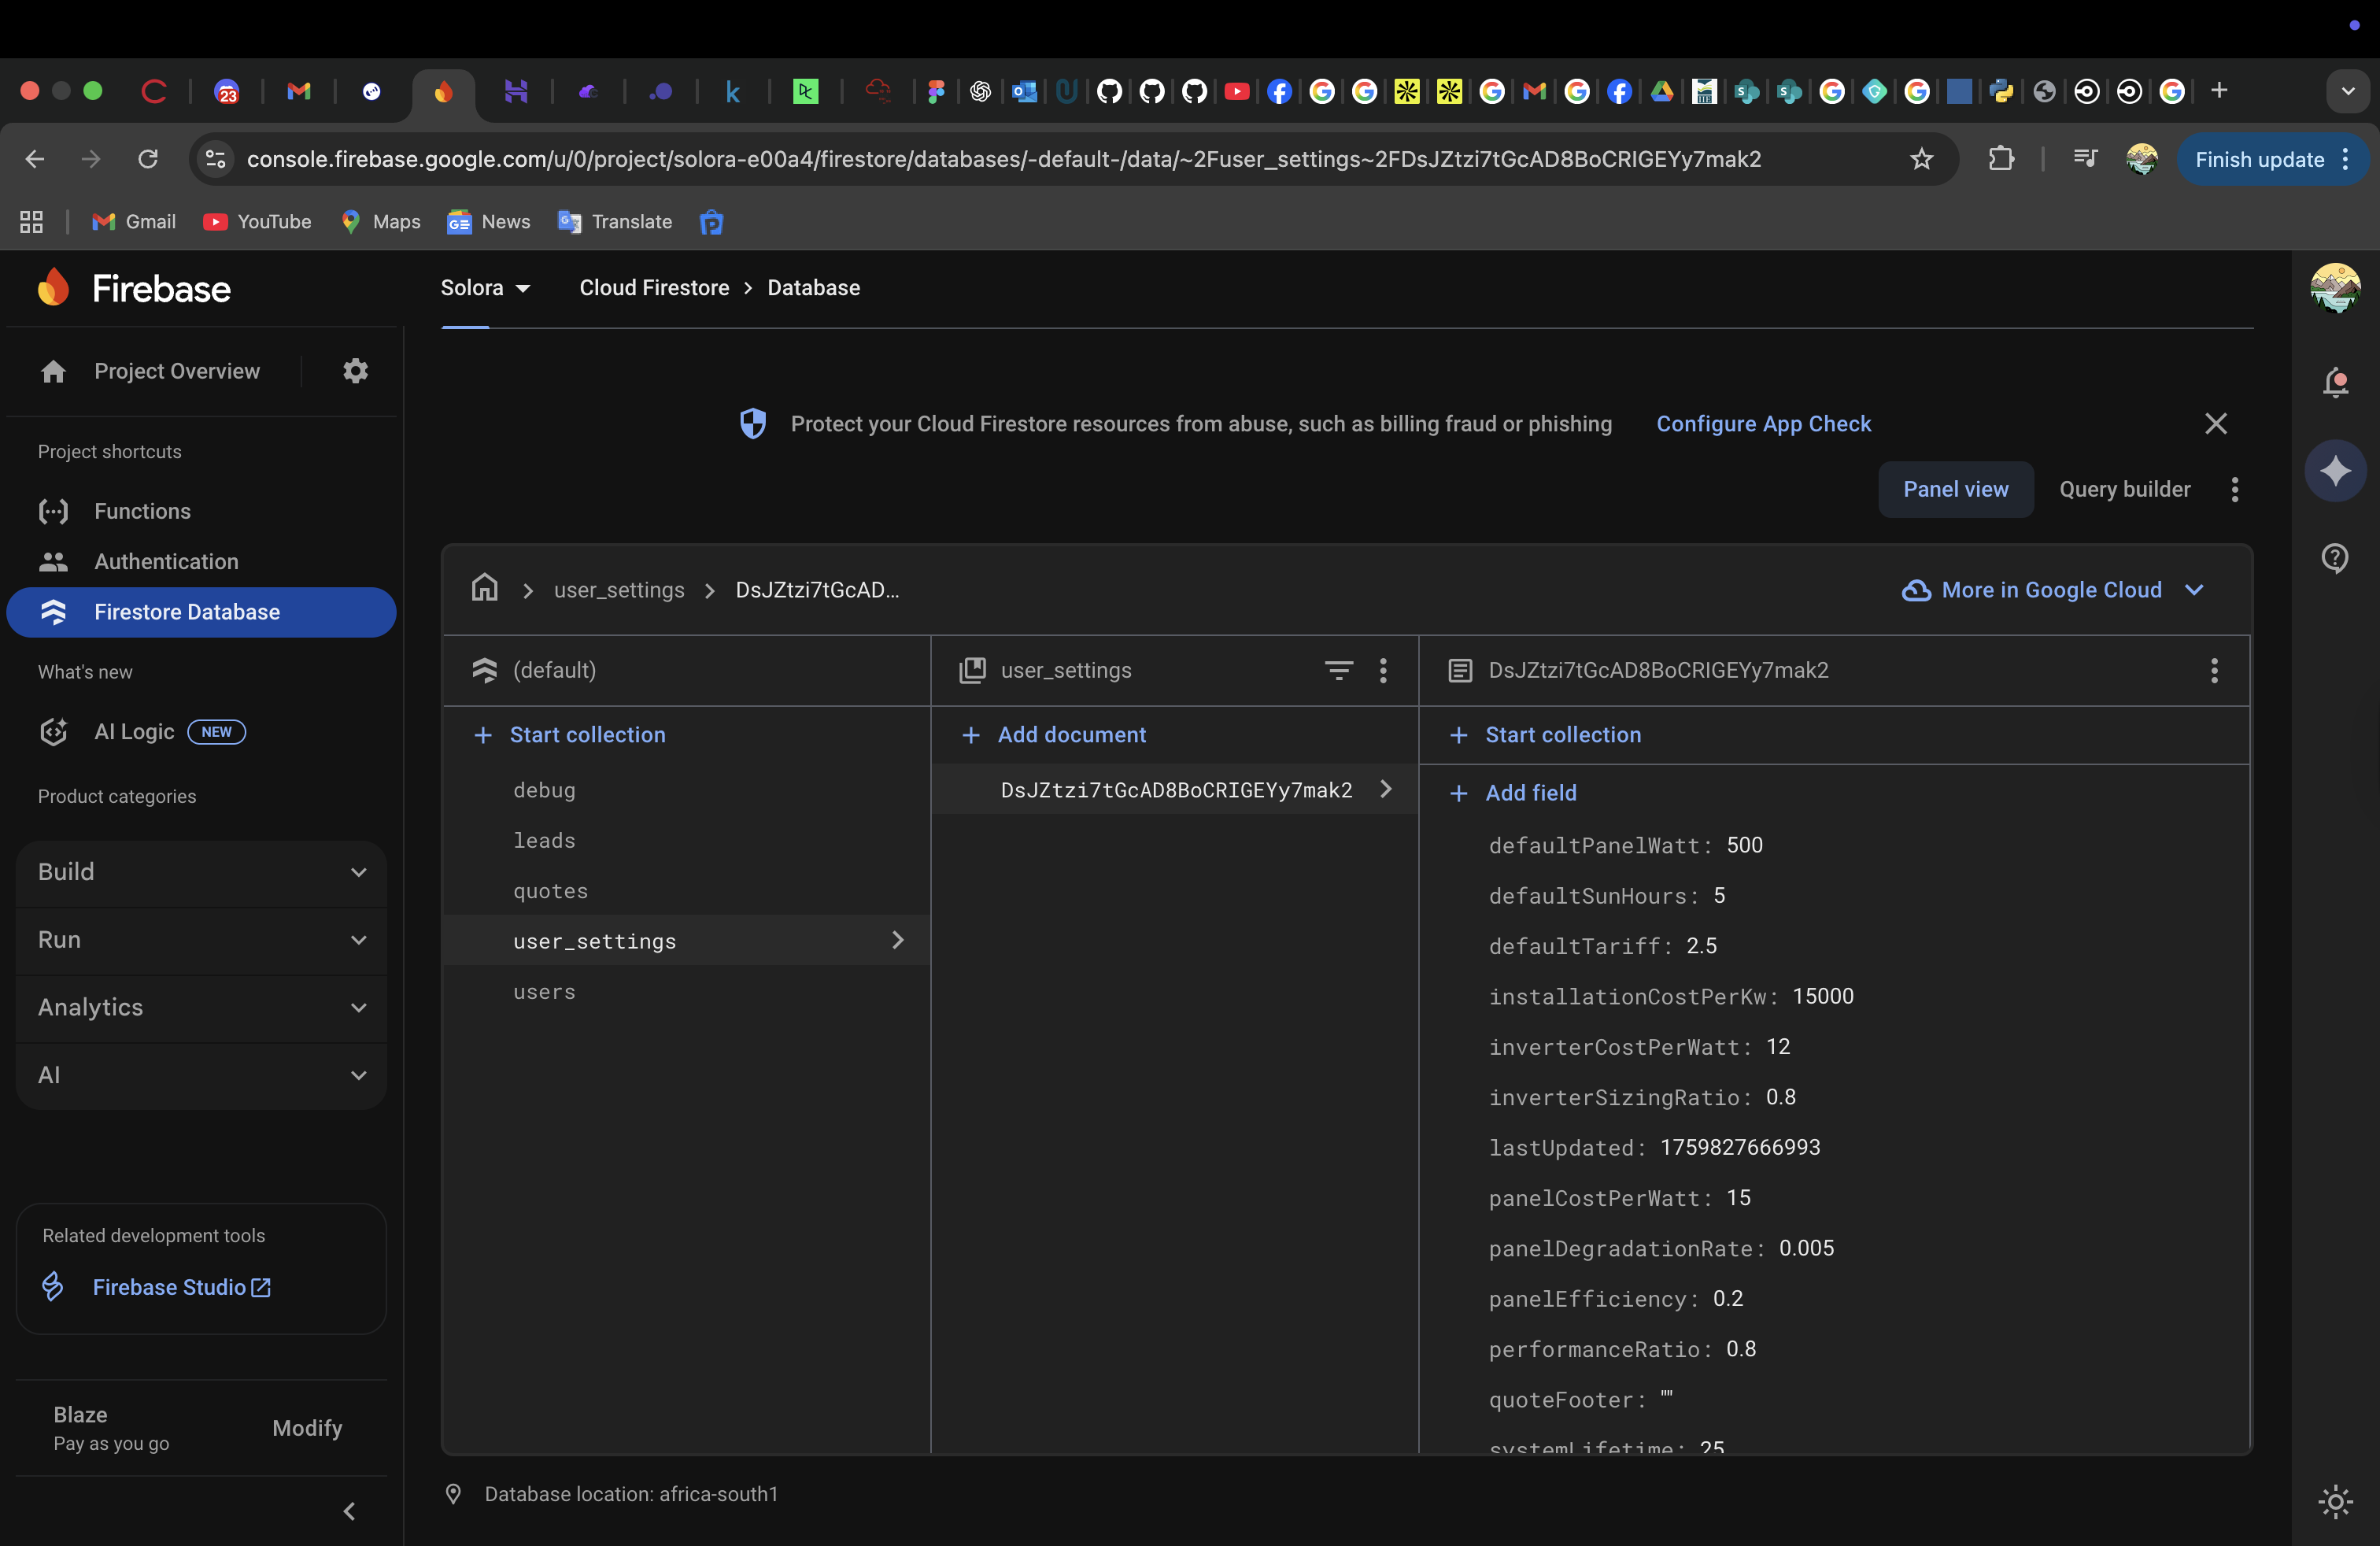 23
console.firebase.google.com/u/0/project/solora-e00a4/firestore/databases/-default-/data/~2Fuser_settings~2FDsJZtzi7tGcAD8BoCRIGEYy7mak2
Finish update
Gmail
YouTube
Maps
News
Translate
Firebase
Solora
Cloud Firestore
Database
Project Overview
Project shortcuts
Functions
Authentication
Firestore Database
What's new
AI Logic NEW
Product categories
Build
Run
Analytics
AI
Related development tools
Firebase Studio
Blaze
Pay as you go
Modify
Protect your Cloud Firestore resources from abuse, such as billing fraud or phishing
Configure App Check
Panel view
Query builder
user_settings
DsJZtzi7tGcAD...
More in Google Cloud
(default)
Start collection
debug
leads
quotes
user_settings
users
user_settings
Add document
DsJZtzi7tGcAD8BoCRIGEYy7mak2
DsJZtzi7tGcAD8BoCRIGEYy7mak2
Start collection
Add field
defaultPanelWatt: 500
defaultSunHours: 5
defaultTariff: 2.5
installationCostPerKw: 15000
inverterCostPerWatt: 12
inverterSizingRatio: 0.8
lastUpdated: 1759827666993
panelCostPerWatt: 15
panelDegradationRate: 0.005
panelEfficiency: 0.2
performanceRatio: 0.8
quoteFooter: ""
systemLifetime: 25
Database location: africa-south1